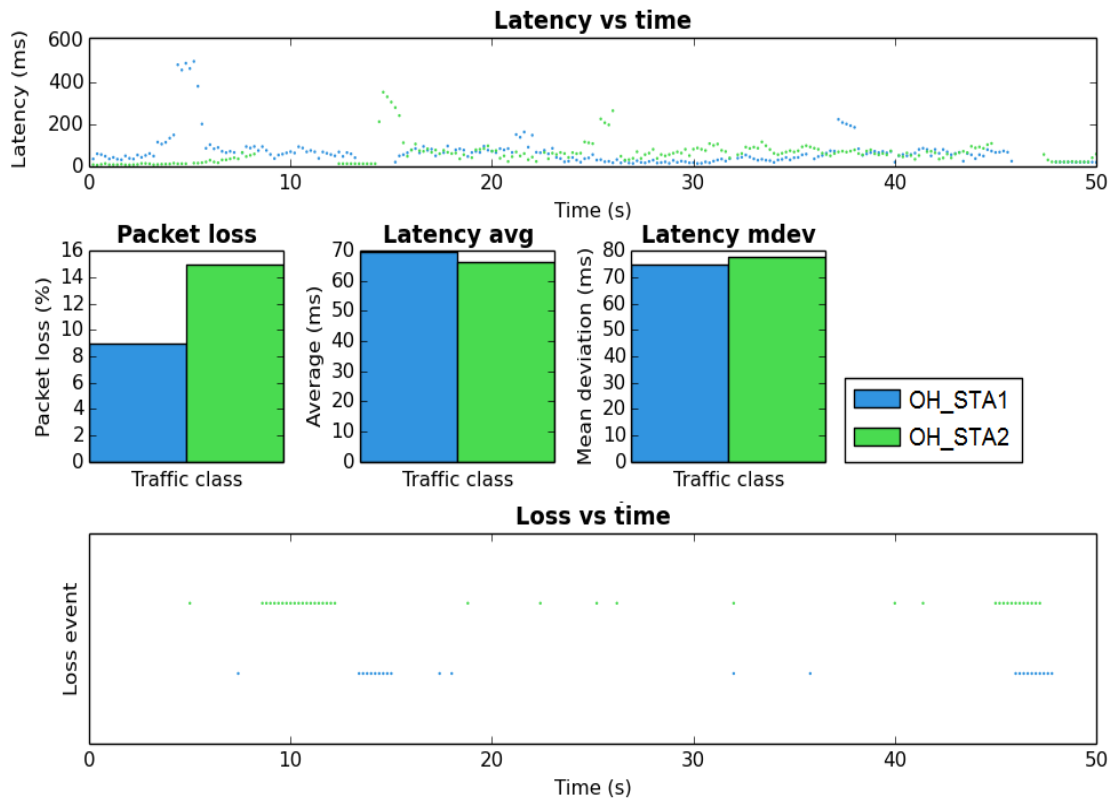 Latency vs time
Latency (ms)
600
400
200
0
0 10 20 30 40 50
Time (s)
Packet loss
Packet loss (%)
16
14
12
10
8
6
4
2
0
Traffic class
Latency avg
Average (ms)
70
60
50
40
30
20
10
0
Traffic class
Latency mdev
Mean deviation (ms)
80
70
60
50
40
30
20
10
0
Traffic class
OH_STA1
OH_STA2
Loss vs time
Loss event
0 10 20 30 40 50
Time (s)